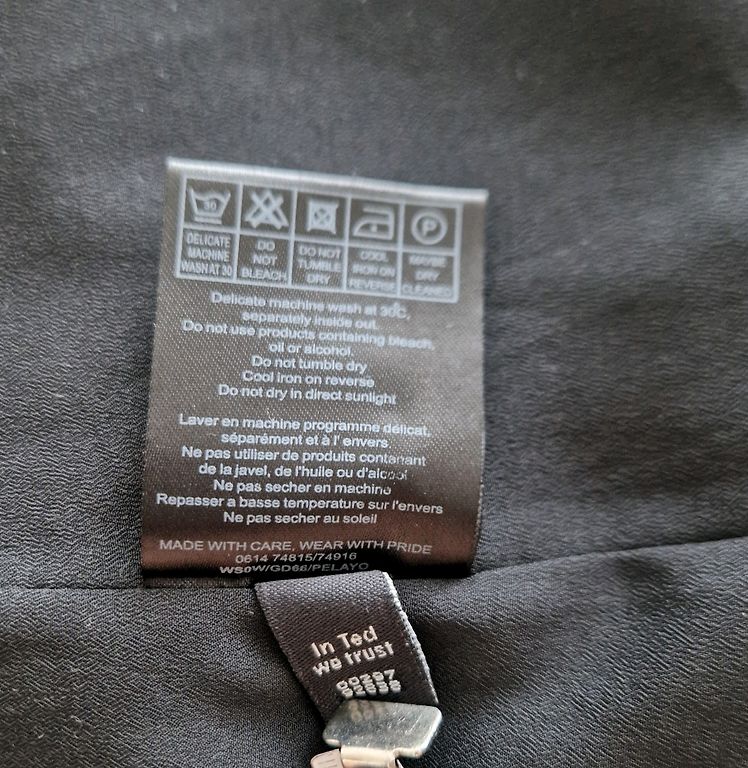 30
P
DELICATE MACHINE WASH AT 30
DO NOT BLEACH
DO NOT TUMBLE DRY
COOL IRON ON REVERSE
MAY BE DRY CLEANED
Delicate machine wash at 30C,
separately inside out.
Do not use products containing bleach,
oil or alcohol.
Do not tumble dry
Cool iron on reverse
Do not dry in direct sunlight
Laver en machine programme délicat,
séparément et à l' envers.
Ne pas utiliser de produits contenant
de la javel, de l'huile ou d'alcool
Ne pas secher en machine
Repasser a basse temperature sur l'envers
Ne pas secher au soleil
MADE WITH CARE, WEAR WITH PRIDE
0614 74815/74916
WS0W/GD66/PELAYO
In Ted
we trust